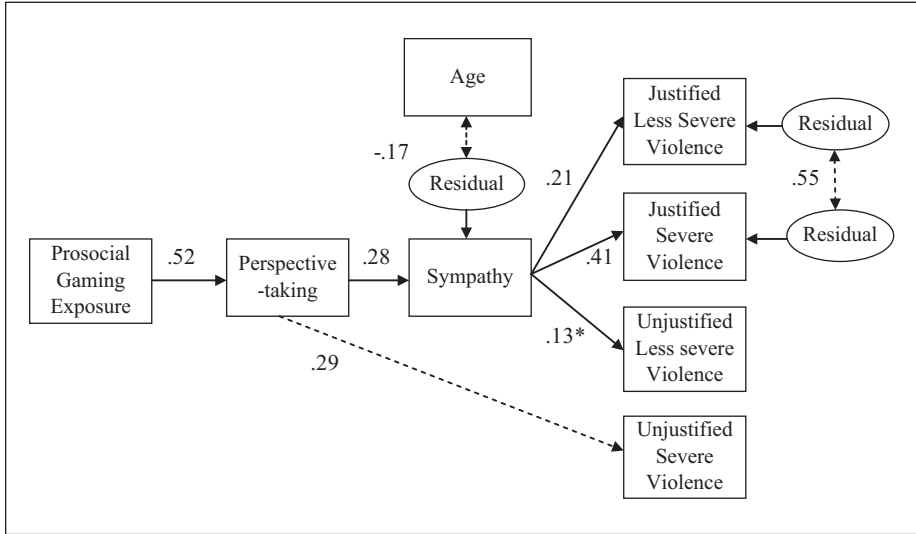 Age
-.17
Residual
Justified
Less Severe
Violence
Residual
.55
Residual
.21
Justified
Severe
Violence
.41
Prosocial
Gaming
Exposure
.52
Perspective
-taking
.28
Sympathy
.13*
Unjustified
Less severe
Violence
.29
Unjustified
Severe
Violence